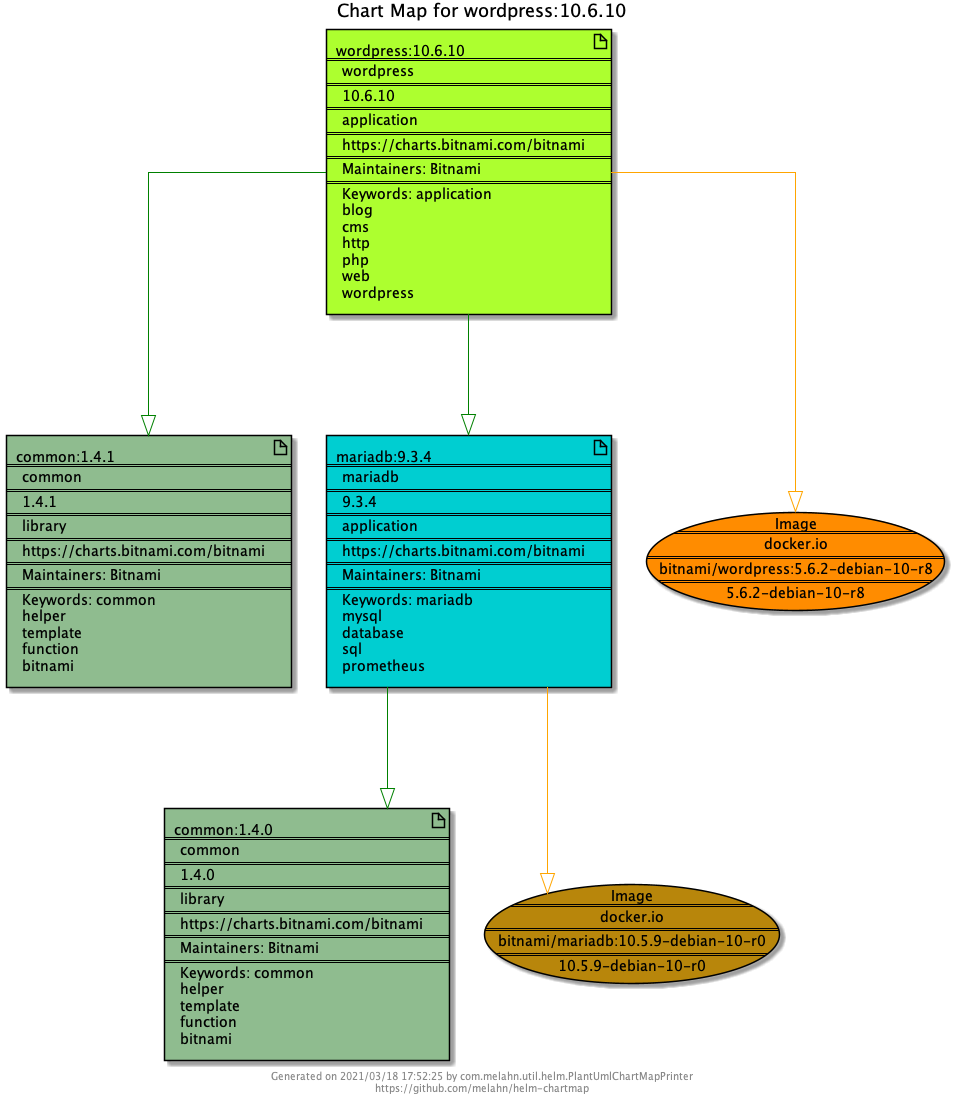 Chart Map for wordpress:10.6.10
wordpress:10.6.10
wordpress
10.6.10
application
https://charts.bitnami.com/bitnami
Maintainers: Bitnami
Keywords: application
blog
cms
http
php
web
wordpress
common:1.4.1
common
1.4.1
library
https://charts.bitnami.com/bitnami
Maintainers: Bitnami
Keywords: common
helper
template
function
bitnami
mariadb:9.3.4
mariadb
9.3.4
application
https://charts.bitnami.com/bitnami
Maintainers: Bitnami
Keywords: mariadb
mysql
database
sql
prometheus
Image
docker.io
bitnami/wordpress:5.6.2-debian-10-r8
5.6.2-debian-10-r8
common:1.4.0
common
1.4.0
library
https://charts.bitnami.com/bitnami
Maintainers: Bitnami
Keywords: common
helper
template
function
bitnami
Image
docker.io
bitnami/mariadb:10.5.9-debian-10-r0
10.5.9-debian-10-r0
Generated on 2021/03/18 17:52:25 by com.melahn.util.helm.PlantUmlChartMapPrinter
https://github.com/melahn/helm-chartmap